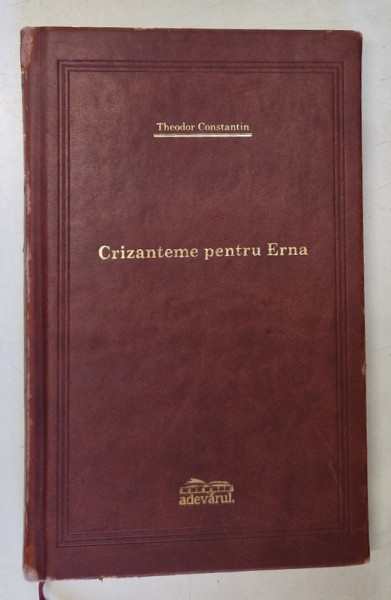 Theodor Constantin
Crizanteme pentru Erna
adevărul.